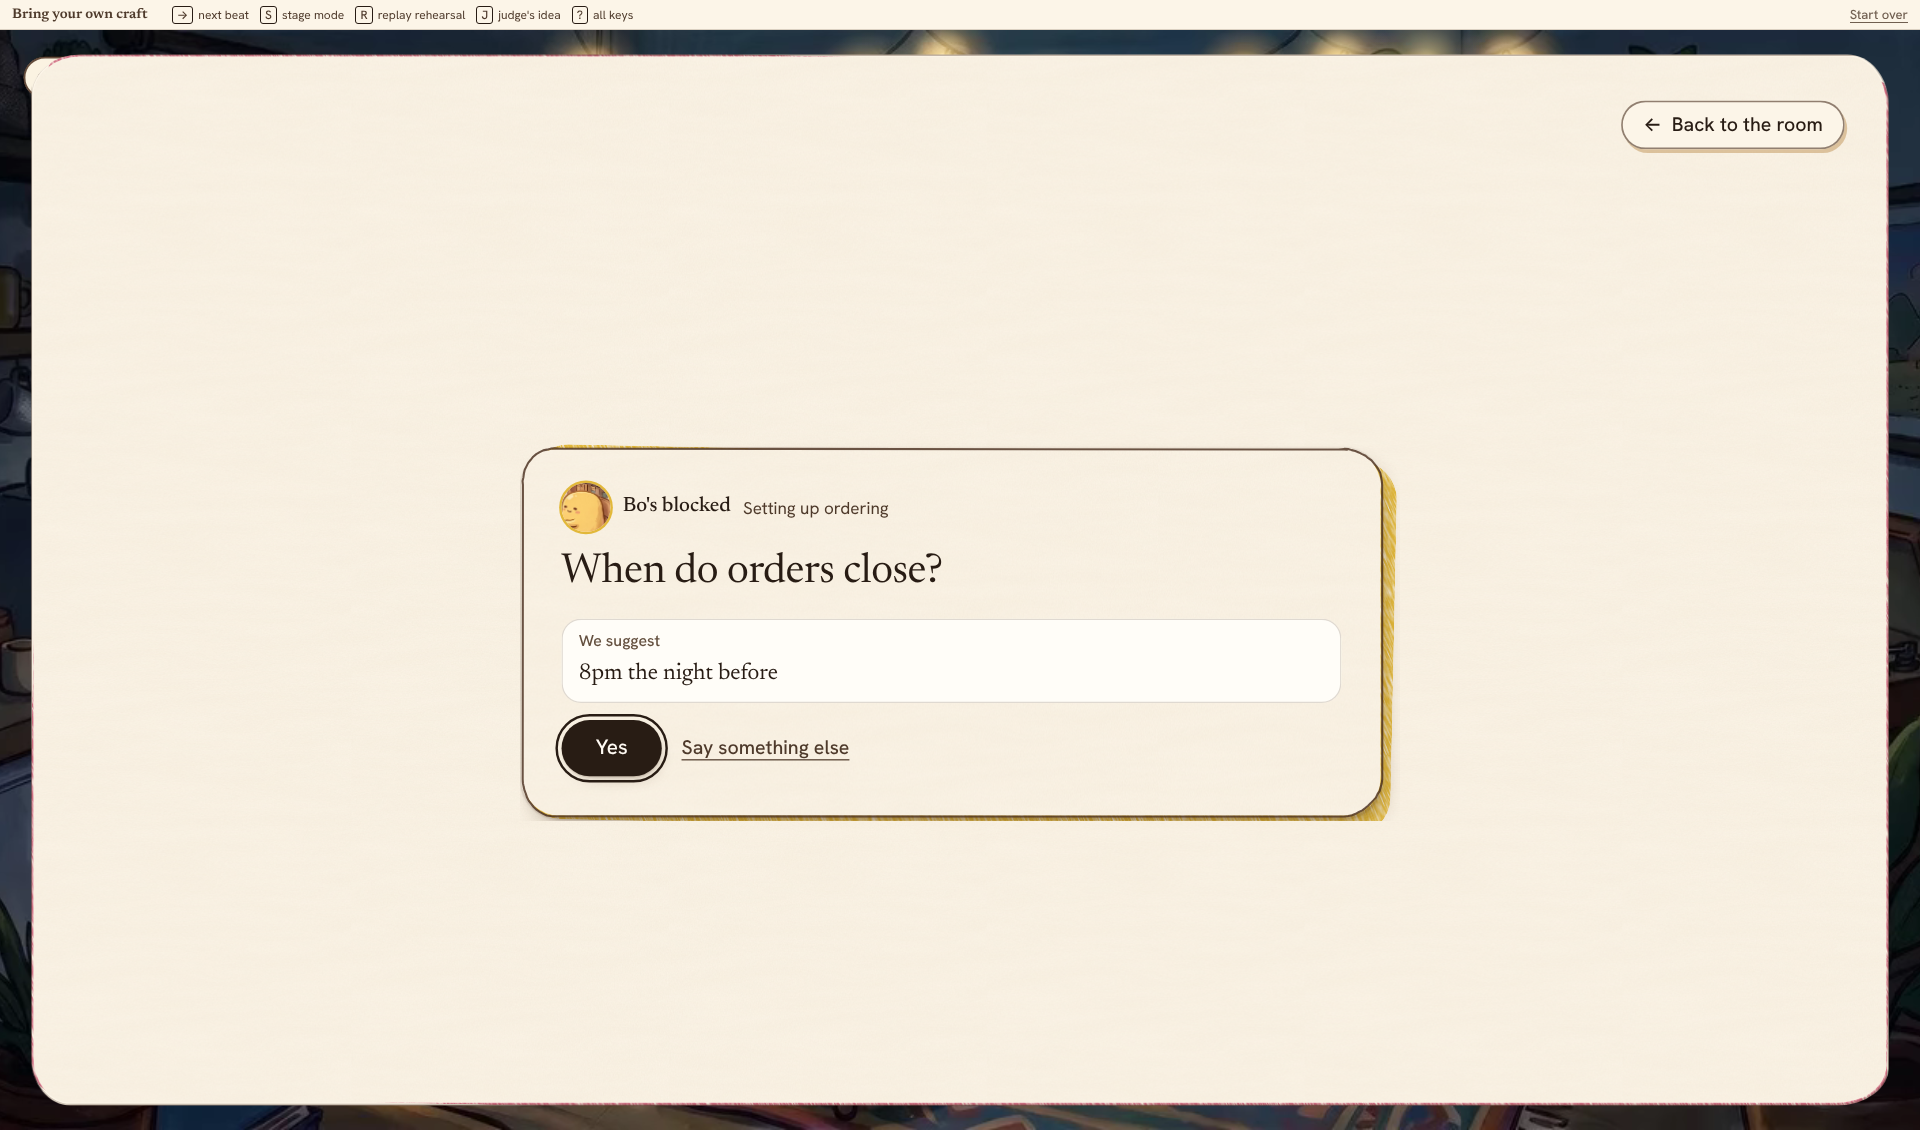 Bring your own craft → next beat S stage mode R replay rehearsal J judge's idea ? all keys Start over
← Back to the room
Bo's blocked Setting up ordering
When do orders close?
We suggest
8pm the night before
Yes Say something else